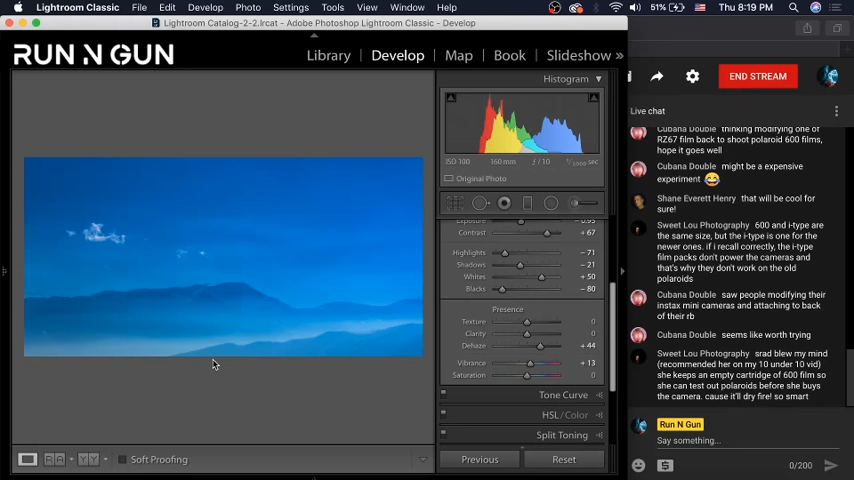 Lightroom Classic File Edit Develop Photo Settings Tools View Window Help 51% Thu 8:19 PM
Lightroom Catalog-2-2.lrcat - Adobe Photoshop Lightroom Classic - Develop
RUN N GUN Library Develop Map Book Slideshow »
END STREAM
Histogram
ISO 100 160 mm ƒ / 10 1/1000 sec
Original Photo
Exposure - 0.95
Contrast + 67
Highlights - 71
Shadows - 21
Whites + 50
Blacks - 80
Presence
Texture 0
Clarity 0
Dehaze + 44
Vibrance + 13
Saturation 0
Tone Curve
HSL / Color
Split Toning
Previous Reset
R A Y Y Soft Proofing
Live chat
Cubana Double thinking modifying one of
RZ67 film back to shoot polaroid 600 films,
hope it goes well
Cubana Double might be a expensive
experiment 😂
Shane Everett Henry that will be cool for
sure!
Sweet Lou Photography 600 and i-type are
the same size, but the i-type is one for the
newer ones. if i recall correctly, the i-type
film packs don't power the cameras and
that's why they don't work on the old
polaroids
Cubana Double saw people modifying their
instax mini cameras and attaching to back
of their rb
Cubana Double seems like worth trying
Sweet Lou Photography srad blew my mind
(recommended her on my 10 under 10 vid)
she keeps an empty cartridge of 600 film so
she can test out polaroids before she buys
the camera. cause it'll dry fire! so smart
Run N Gun
Say something...
0/200